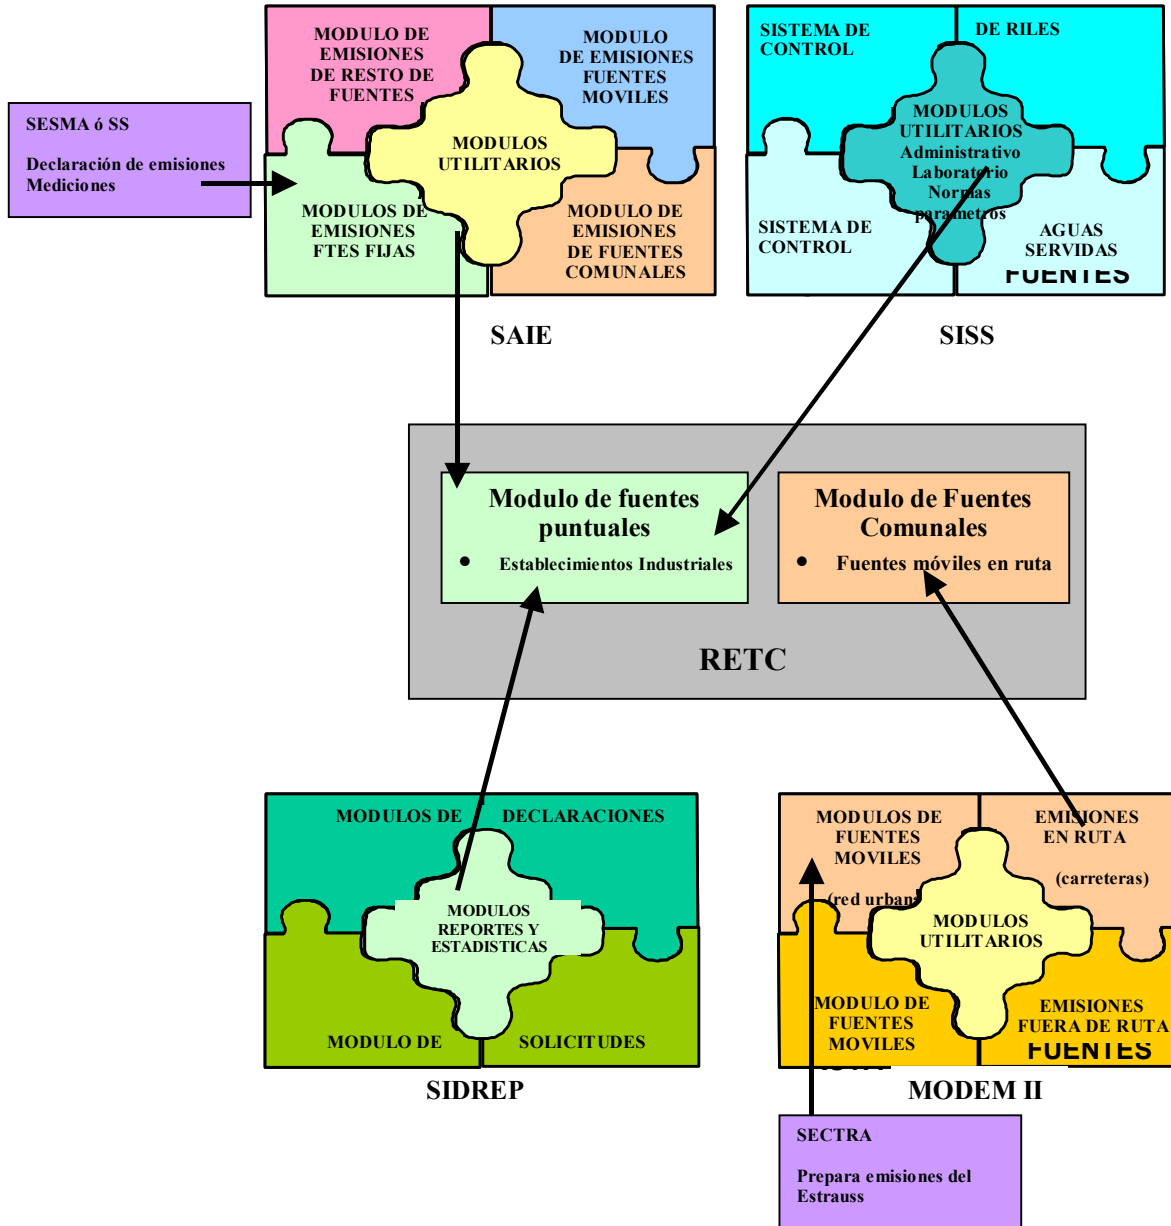 MODULO DE
EMISIONES
DE RESTO DE
FUENTES
MODULO
DE EMISIONES
FUENTES
MOVILES
MODULOS
UTILITARIOS
MODULOS DE
EMISIONES
FTES FIJAS
MODULO DE
EMISIONES
DE FUENTES
COMUNALES
SAIE
SESMA ó SS
Declaración de emisiones
Mediciones
SISTEMA DE
CONTROL
DE RILES
MODULOS
UTILITARIOS
Administrativo
Laboratorio
Normas
parametros
SISTEMA DE
CONTROL
AGUAS
SERVIDAS
FUENTES
SISS
Modulo de fuentes
puntuales
• Establecimientos Industriales
Modulo de Fuentes
Comunales
• Fuentes móviles en ruta
RETC
MODULOS DE
DECLARACIONES
MODULOS
REPORTES Y
ESTADISTICAS
MODULO DE
SOLICITUDES
SIDREP
MODULOS DE
FUENTES
MOVILES
(red urbana
EMISIONES
EN RUTA
(carreteras)
MODULOS
UTILITARIOS
MODULO DE
FUENTES
MOVILES
EMISIONES
FUERA DE RUTA
FUENTES
MODEM II
SECTRA
Prepara emisiones del
Estrauss